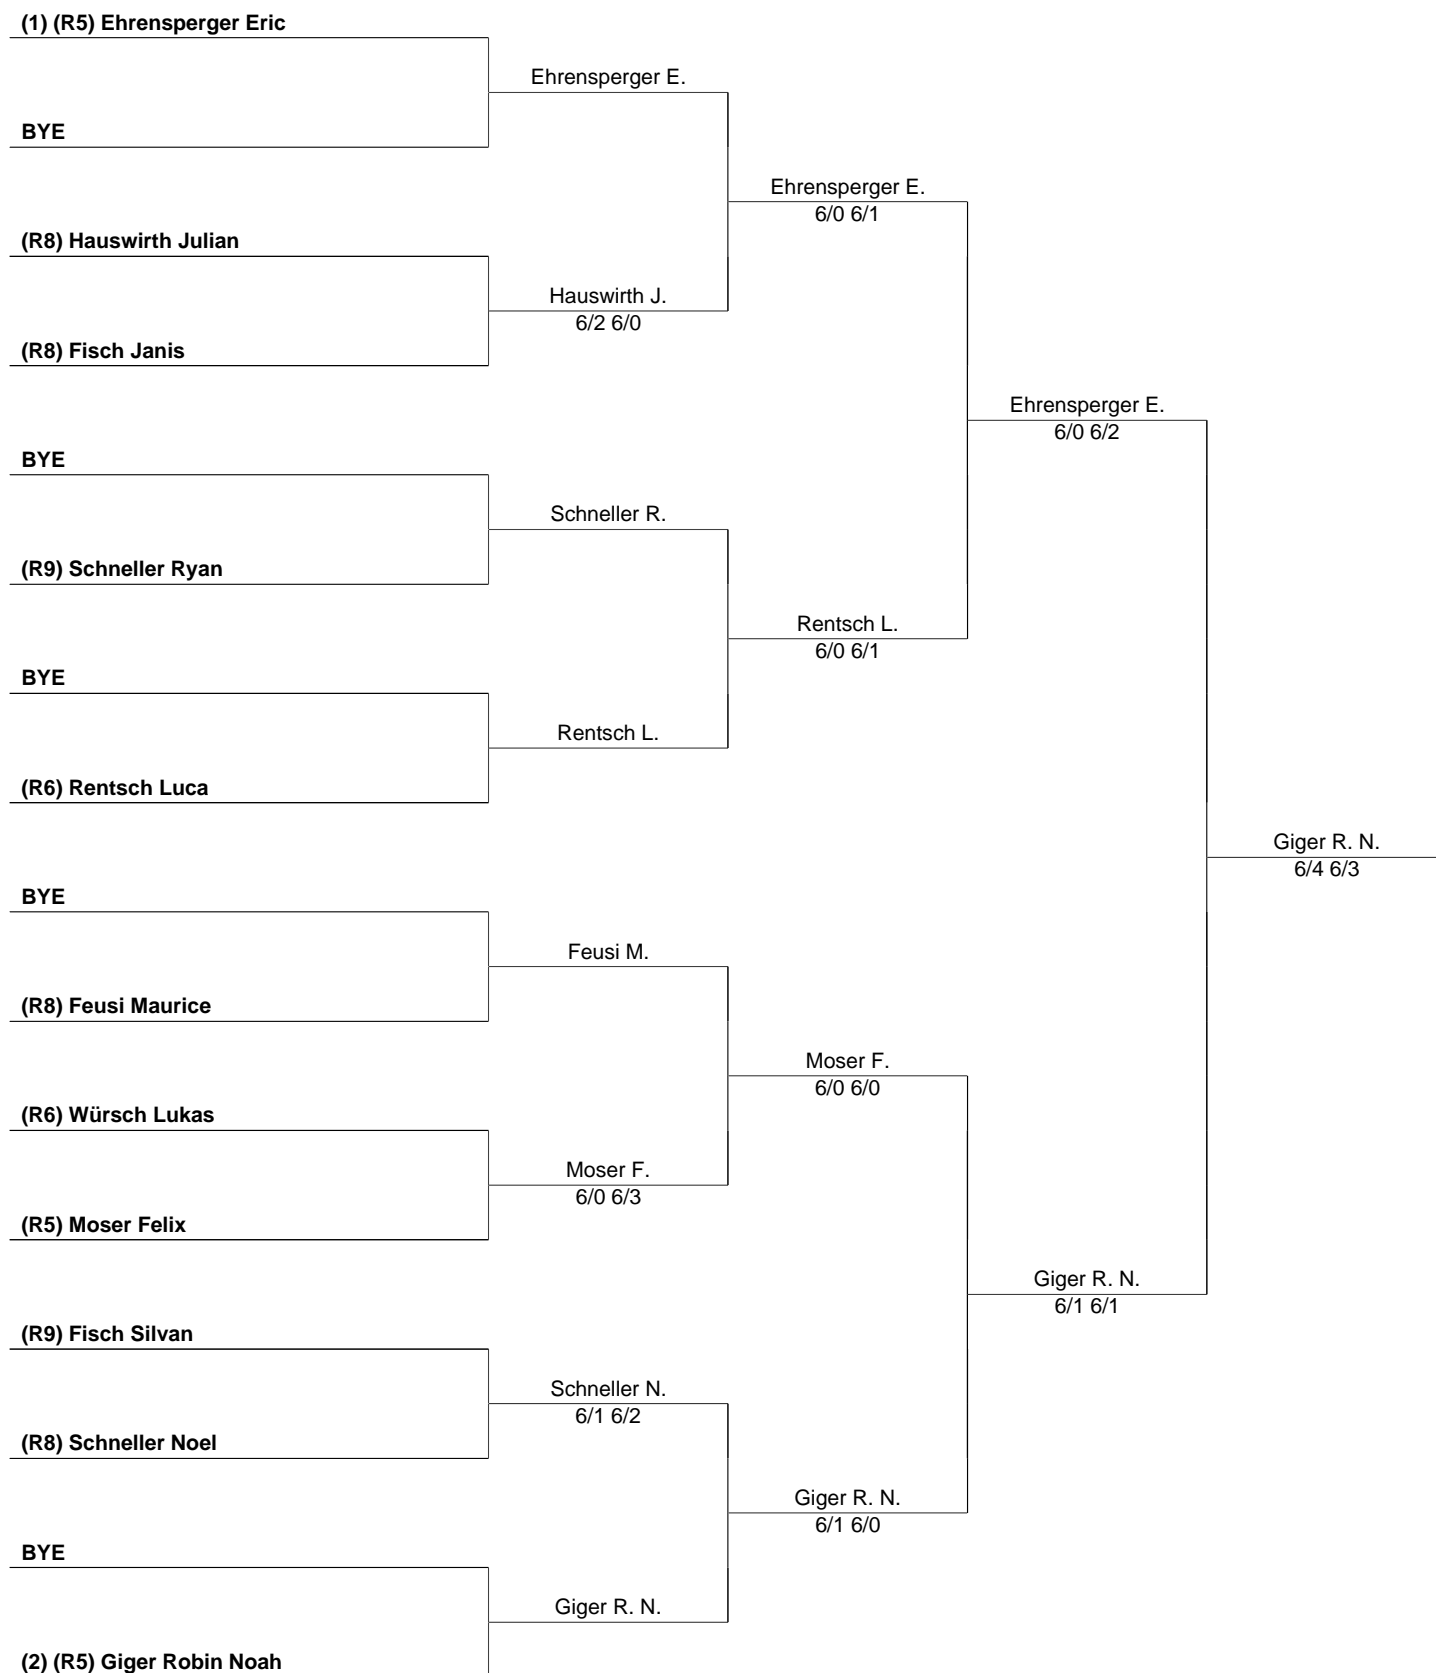 (1) (R5) Ehrensperger Eric
Ehrensperger E.
BYE
Ehrensperger E.
6/0 6/1
(R8) Hauswirth Julian
Hauswirth J.
6/2 6/0
(R8) Fisch Janis
Ehrensperger E.
6/0 6/2
BYE
Schneller R.
(R9) Schneller Ryan
Rentsch L.
6/0 6/1
BYE
Rentsch L.
(R6) Rentsch Luca
Giger R. N.
6/4 6/3
BYE
Feusi M.
(R8) Feusi Maurice
Moser F.
6/0 6/0
(R6) Würsch Lukas
Moser F.
6/0 6/3
(R5) Moser Felix
Giger R. N.
6/1 6/1
(R9) Fisch Silvan
Schneller N.
6/1 6/2
(R8) Schneller Noel
Giger R. N.
6/1 6/0
BYE
Giger R. N.
(2) (R5) Giger Robin Noah